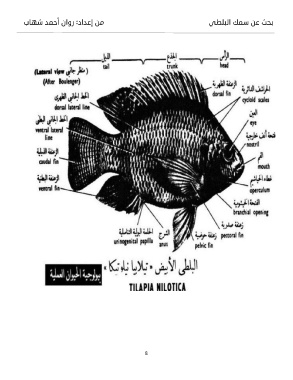 بحث عن سمك البلطي
من إعداد: روان أحمد شهاب
الذيل
tail
الجذع
trunk
الرأس
head
(منظر جانبي Lateral view)
(After Boulenger)
الخط الجانبي الظهري
dorsal lateral line
الخط الجانبي البطني
ventral lateral
line
الزعنفة الذيلية
caudal fin
الزعنفة البطنية
ventral fin
الزعنفة الظهرية
dorsal fin
الحراشف الدائرية
cycloid scales
العين
eye
فتحة أنف خارجية
nostril
الفم
mouth
غطاء الخياشيم
operculum
الفتحة الخيشومية
branchial opening
زعنفة صدرية
pectoral fin
زعنفة حوضية
pelvic fin
الشرج
anus
الحلمة البولية التناسلية
urinogenital papilla
البلطى الأبيض «تيلابيا نيلوتيكا»
TILAPIA NILOTICA
بيولوجية الحيوان العملية
8